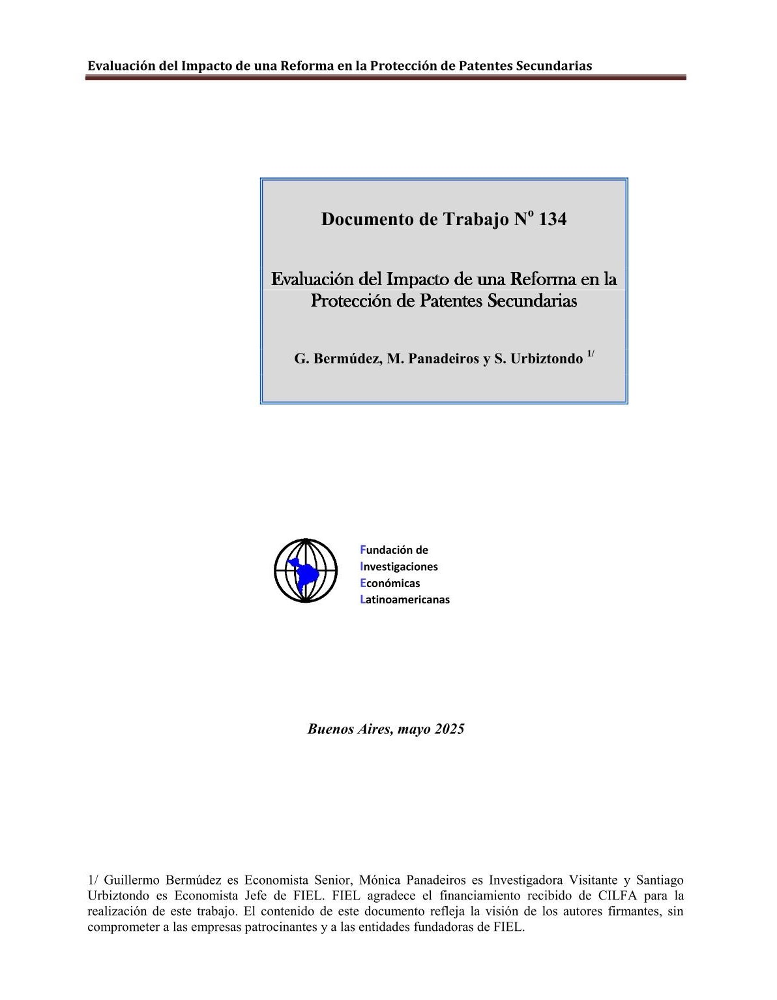 Evaluación del Impacto de una Reforma en la Protección de Patentes Secundarias
Documento de Trabajo Nº 134
Evaluación del Impacto de una Reforma en la
Protección de Patentes Secundarias
G. Bermúdez, M. Panadeiros y S. Urbiztondo 1/
Fundación de
Investigaciones
Económicas
Latinoamericanas
Buenos Aires, mayo 2025
1/ Guillermo Bermúdez es Economista Senior, Mónica Panadeiros es Investigadora Visitante y Santiago
Urbiztondo es Economista Jefe de FIEL. FIEL agradece el financiamiento recibido de CILFA para la
realización de este trabajo. El contenido de este documento refleja la visión de los autores firmantes, sin
comprometer a las empresas patrocinantes y a las entidades fundadoras de FIEL.